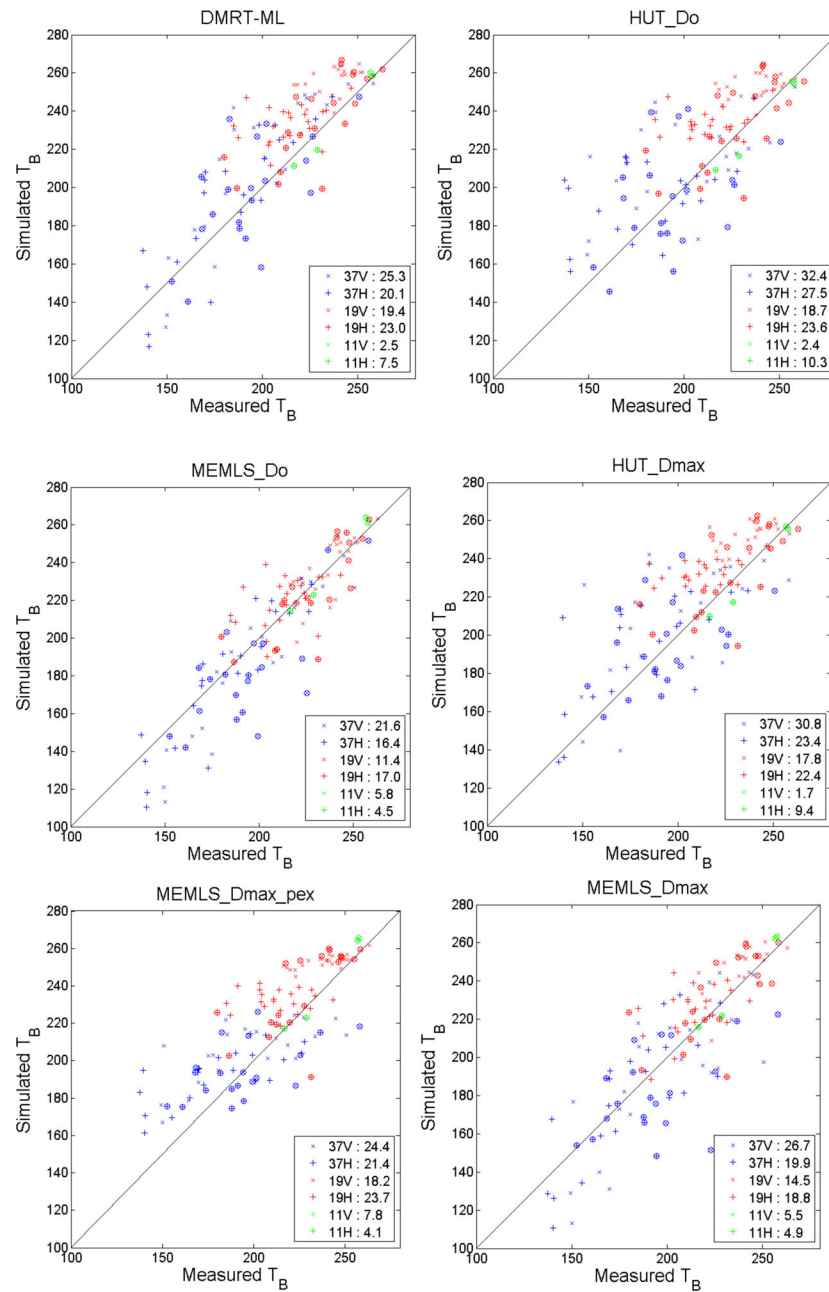 DMRT-ML
Simulated T_B
280
260
240
220
200
180
160
140
120
100
100
150
200
250
Measured T_B
× 37V : 25.3
+ 37H : 20.1
× 19V : 19.4
+ 19H : 23.0
× 11V : 2.5
+ 11H : 7.5
HUT_Do
Simulated T_B
280
260
240
220
200
180
160
140
120
100
100
150
200
250
Measured T_B
× 37V : 32.4
+ 37H : 27.5
× 19V : 18.7
+ 19H : 23.6
× 11V : 2.4
+ 11H : 10.3
MEMLS_Do
Simulated T_B
280
260
240
220
200
180
160
140
120
100
100
150
200
250
Measured T_B
× 37V : 21.6
+ 37H : 16.4
× 19V : 11.4
+ 19H : 17.0
× 11V : 5.8
+ 11H : 4.5
HUT_Dmax
Simulated T_B
280
260
240
220
200
180
160
140
120
100
100
150
200
250
Measured T_B
× 37V : 30.8
+ 37H : 23.4
× 19V : 17.8
+ 19H : 22.4
× 11V : 1.7
+ 11H : 9.4
MEMLS_Dmax_pex
Simulated T_B
280
260
240
220
200
180
160
140
120
100
100
150
200
250
Measured T_B
× 37V : 24.4
+ 37H : 21.4
× 19V : 18.2
+ 19H : 23.7
× 11V : 7.8
+ 11H : 4.1
MEMLS_Dmax
Simulated T_B
280
260
240
220
200
180
160
140
120
100
100
150
200
250
Measured T_B
× 37V : 26.7
+ 37H : 19.9
× 19V : 14.5
+ 19H : 18.8
× 11V : 5.5
+ 11H : 4.9